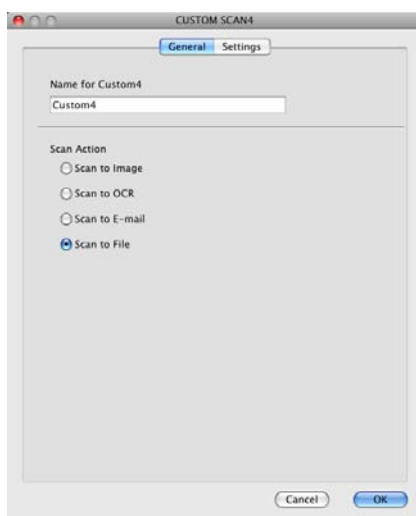 CUSTOM SCAN4
General Settings
Name for Custom4
Custom4
Scan Action
Scan to Image
Scan to OCR
Scan to E-mail
Scan to File
Cancel OK